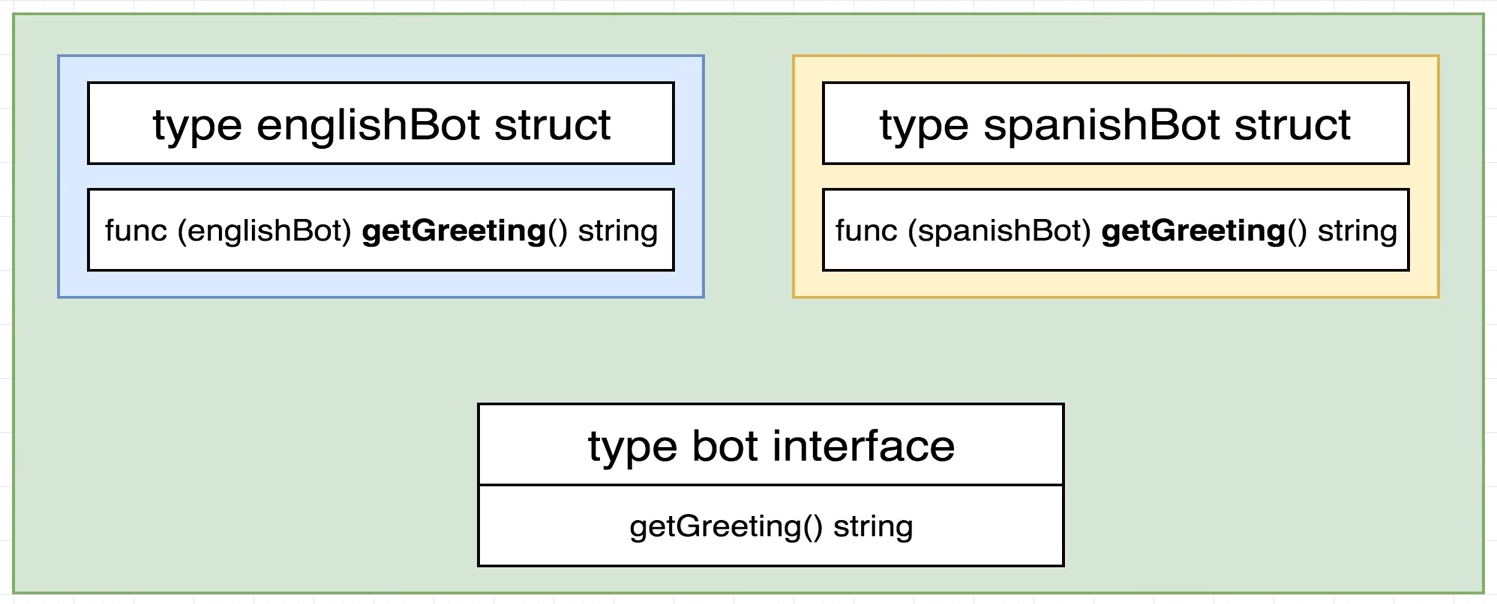 type englishBot struct
func (englishBot) getGreeting() string
type spanishBot struct
func (spanishBot) getGreeting() string
type bot interface
getGreeting() string